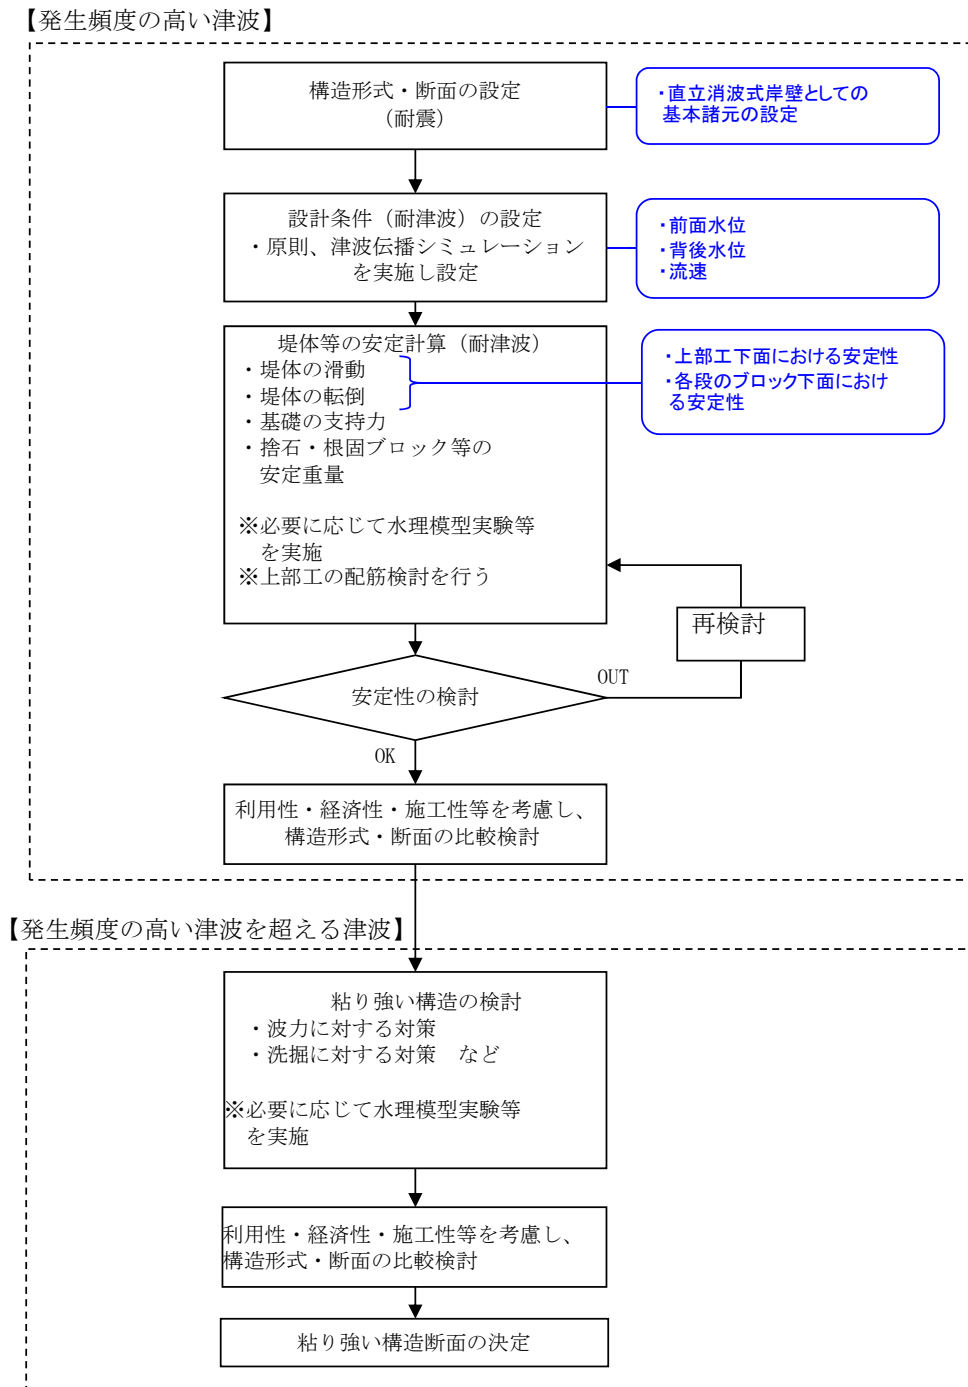 【発生頻度の高い津波】
構造形式・断面の設定
（耐震）
・直立消波式岸壁としての
基本諸元の設定
設計条件（耐津波）の設定
・原則、津波伝播シミュレーション
を実施し設定
・前面水位
・背後水位
・流速
堤体等の安定計算（耐津波）
・堤体の滑動
・堤体の転倒
・基礎の支持力
・捨石・根固ブロック等の
安定重量
※必要に応じて水理模型実験等
を実施
※上部工の配筋検討を行う
・上部工下面における安定性
・各段のブロック下面におけ
る安定性
再検討
安定性の検討
OUT
OK
利用性・経済性・施工性等を考慮し、
構造形式・断面の比較検討
【発生頻度の高い津波を超える津波】
粘り強い構造の検討
・波力に対する対策
・洗掘に対する対策　など
※必要に応じて水理模型実験等
を実施
利用性・経済性・施工性等を考慮し、
構造形式・断面の比較検討
粘り強い構造断面の決定